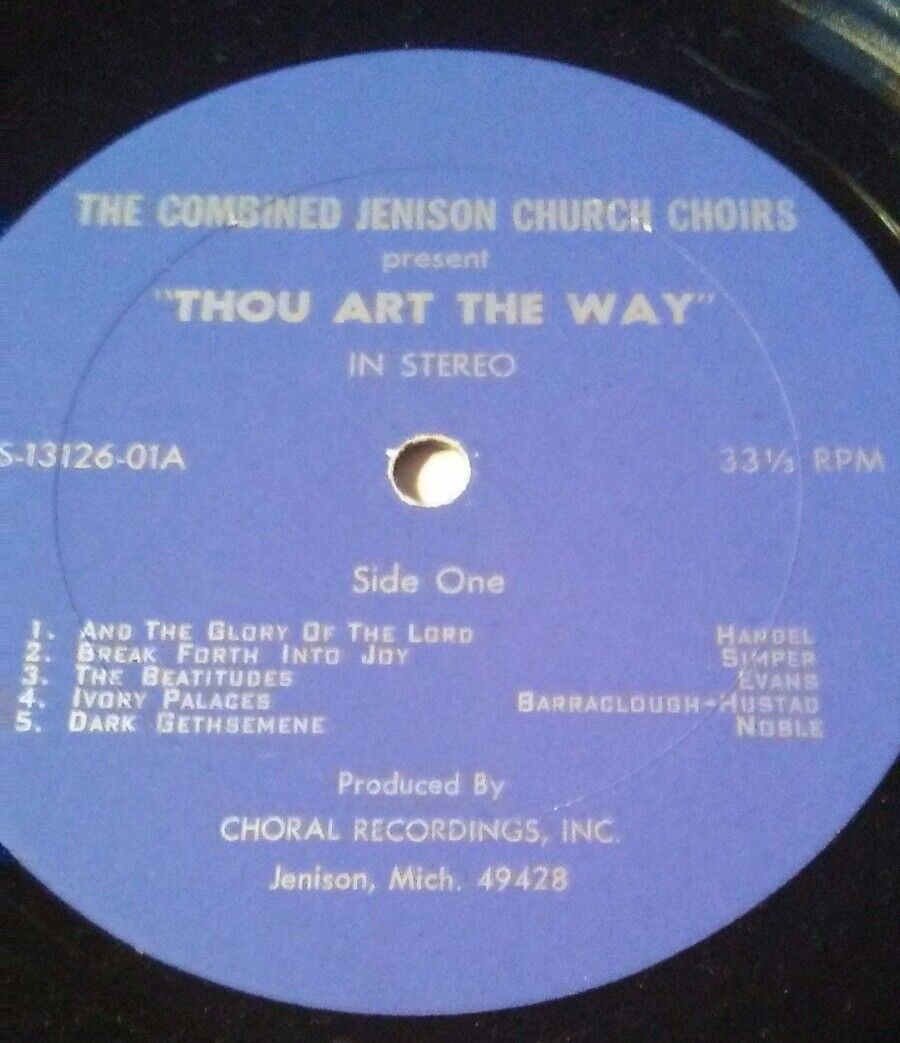 THE COMBINED JENISON CHURCH CHOIRS
present
"THOU ART THE WAY"
IN STEREO
S-13126-01A 33⅓ RPM
Side One
1. AND THE GLORY OF THE LORD HANDEL
2. BREAK FORTH INTO JOY SIMPER
3. THE BEATITUDES EVANS
4. IVORY PALACES BARRACLOUGH-HUSTAD
5. DARK GETHSEMENE NOBLE
Produced By
CHORAL RECORDINGS, INC.
Jenison, Mich. 49428